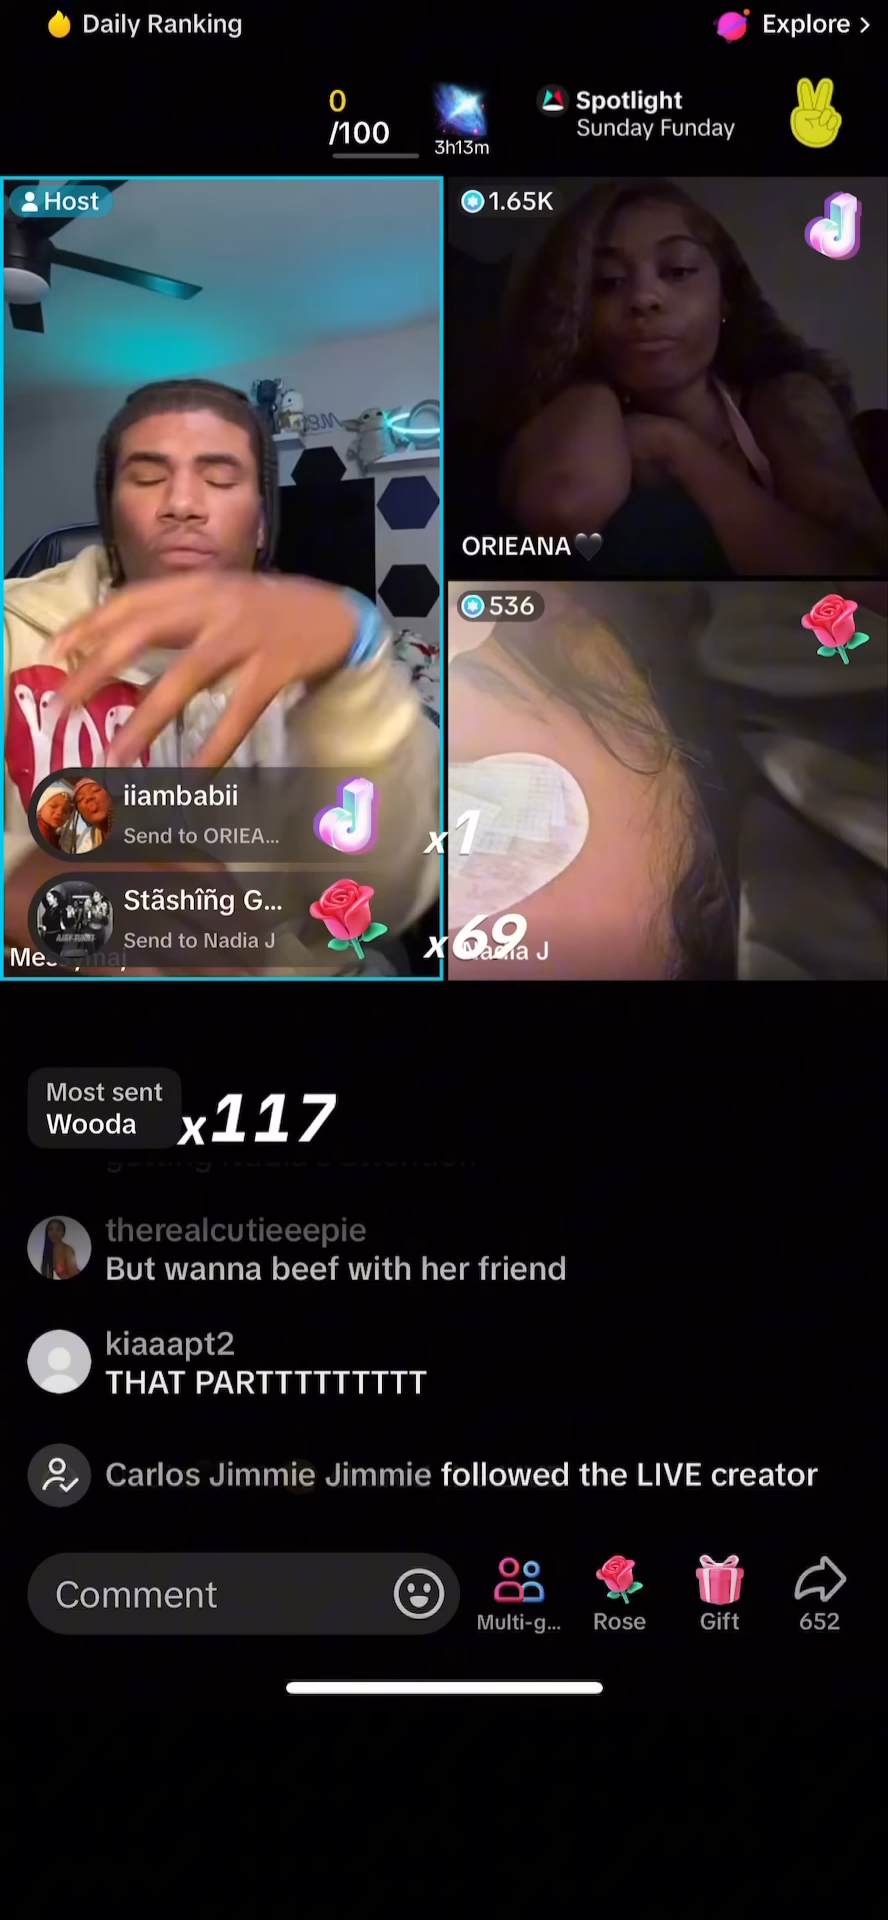 Daily Ranking
Explore >
0
/100
3h13m
Spotlight
Sunday Funday
Host
1.65K
ORIEANA🖤
536
iiambabii
Send to ORIEA...
x1
Stãshîñg G...
Send to Nadia J
x69
Nadia J
Most sent
Wooda
x117
therealcutieeepie
But wanna beef with her friend
kiaaapt2
THAT PARTTTTTTTTT
Carlos Jimmie Jimmie followed the LIVE creator
Comment
Multi-g...
Rose
Gift
652